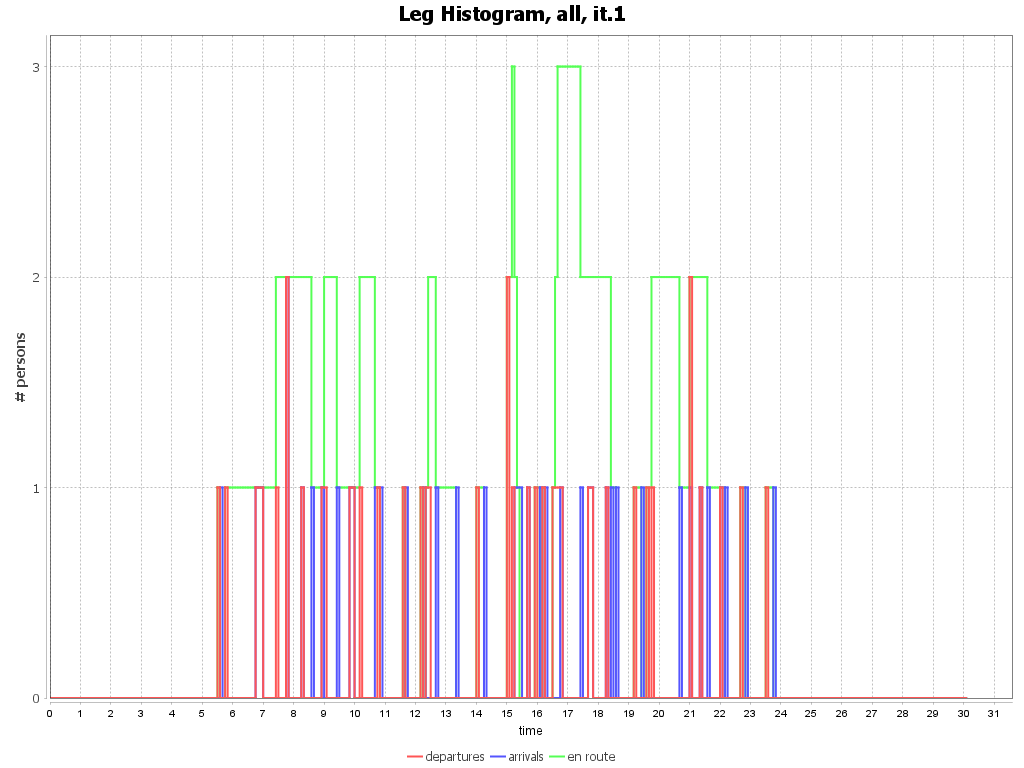 Leg Histogram, all, it.1
3
2
1
0
# persons
0 1 2 3 4 5 6 7 8 9 10 11 12 13 14 15 16 17 18 19 20 21 22 23 24 25 26 27 28 29 30 31
time
departures arrivals en route